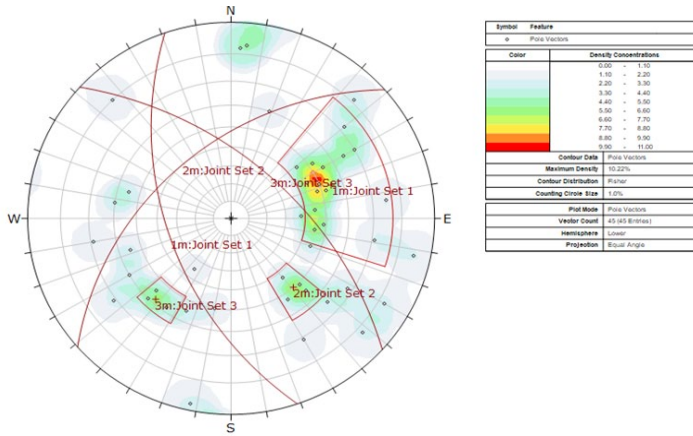 N
W
E
S
2m:Joint Set 2
3m:Joint Set 3
1m:Joint Set 1
1m:Joint Set 1
2m:Joint Set 2
3m:Joint Set 3
Symbol Feature
Pole Vectors
Color Density Concentrations
0.00 - 1.10
1.10 - 2.20
2.20 - 3.30
3.30 - 4.40
4.40 - 5.50
5.50 - 6.60
6.60 - 7.70
7.70 - 8.80
8.80 - 9.90
9.90 - 11.00
Contour Data Pole Vectors
Maximum Density 10.22%
Contour Distribution Fisher
Counting Circle Size 1.0%
Plot Mode Pole Vectors
Vector Count 45 (45 Entries)
Hemisphere Lower
Projection Equal Angle